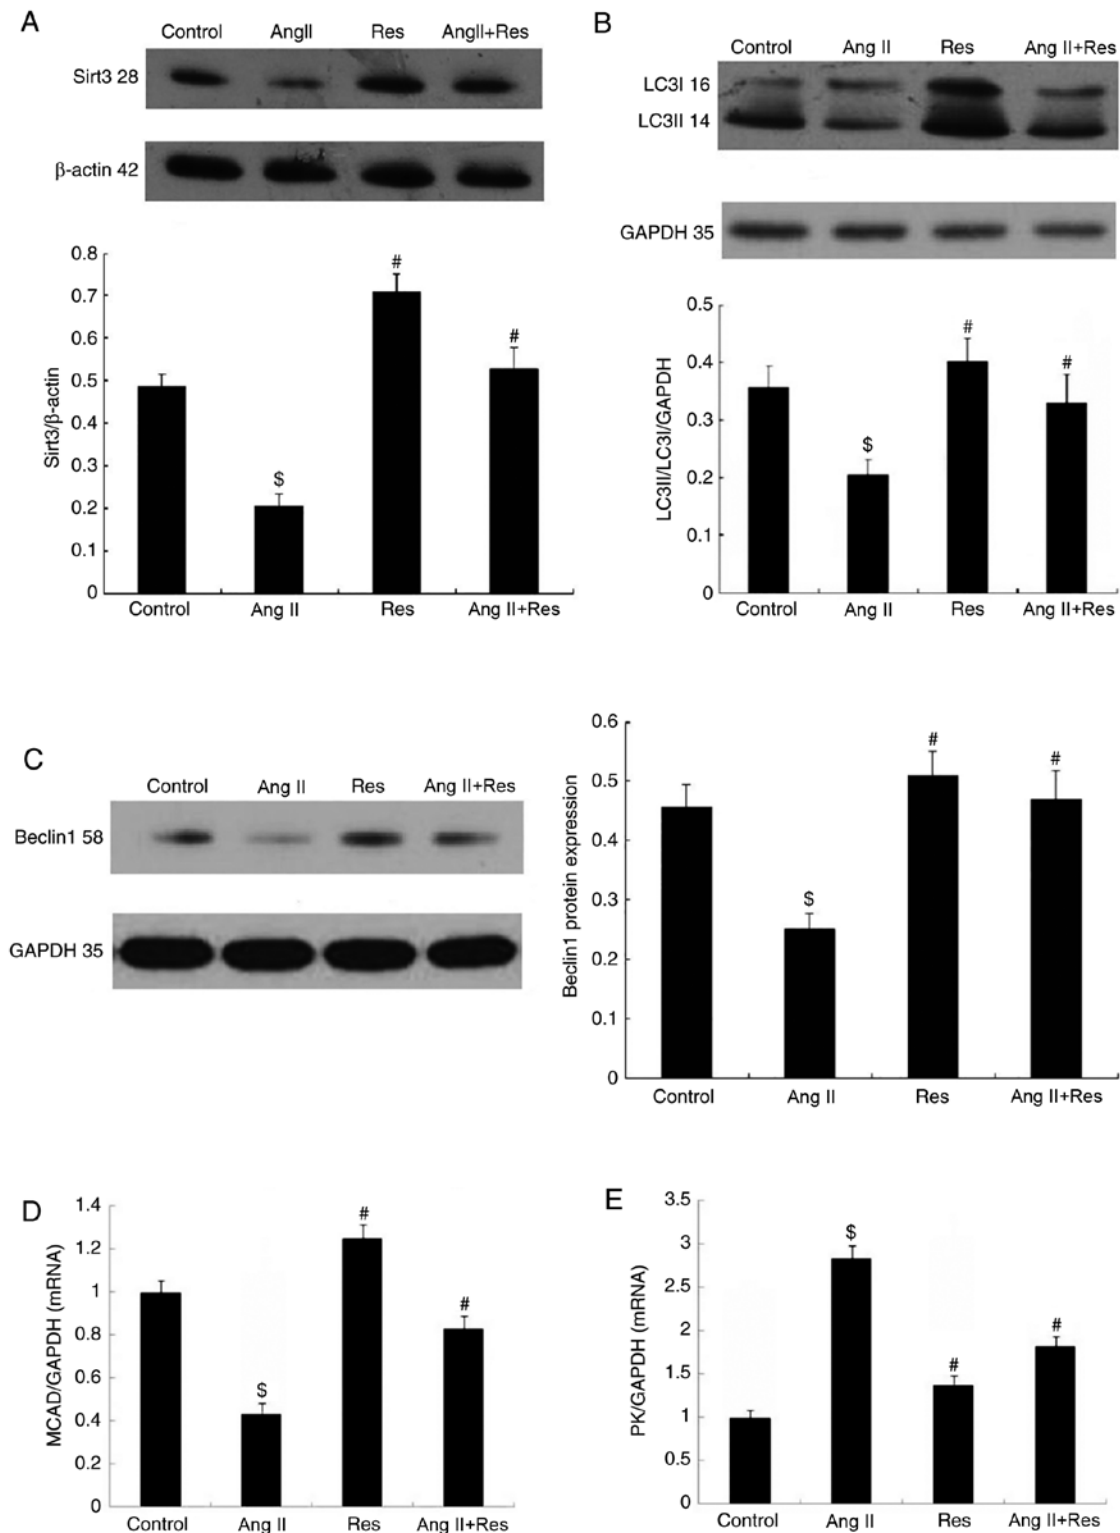 A
Control AngII Res AngII+Res
Sirt3 28
β-actin 42
0.8
0.7
0.6
0.5
0.4
0.3
0.2
0.1
0
Sirt3/β-actin
$
#
#
Control Ang II Res Ang II+Res
B
Control Ang II Res Ang II+Res
LC3I 16
LC3II 14
GAPDH 35
0.5
0.4
0.3
0.2
0.1
0
LC3II/LC3I/GAPDH
$
#
#
Control Ang II Res Ang II+Res
C
Control Ang II Res Ang II+Res
Beclin1 58
GAPDH 35
0.6
0.5
0.4
0.3
0.2
0.1
0
Beclin1 protein expression
$
#
#
Control Ang II Res Ang II+Res
D
1.4
1.2
1
0.8
0.6
0.4
0.2
0
MCAD/GAPDH (mRNA)
$
#
#
Control Ang II Res Ang II+Res
E
3.5
3
2.5
2
1.5
1
0.5
0
PK/GAPDH (mRNA)
$
#
#
Control Ang II Res Ang II+Res